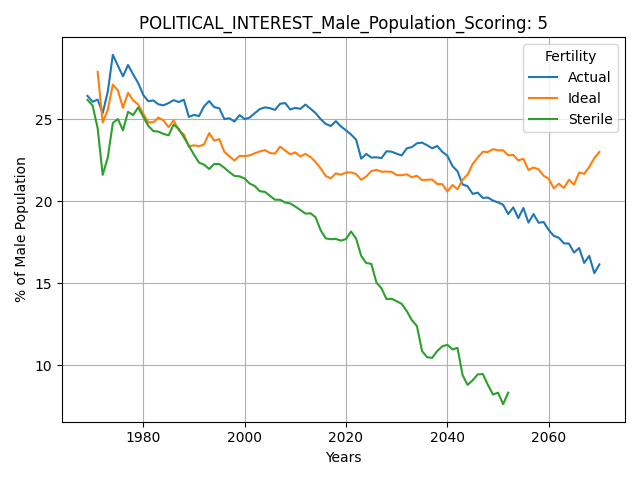 POLITICAL_INTEREST_Male_Population_Scoring: 5
Fertility
Actual
Ideal
Sterile
% of Male Population
25
20
15
10
1980 2000 2020 2040 2060
Years